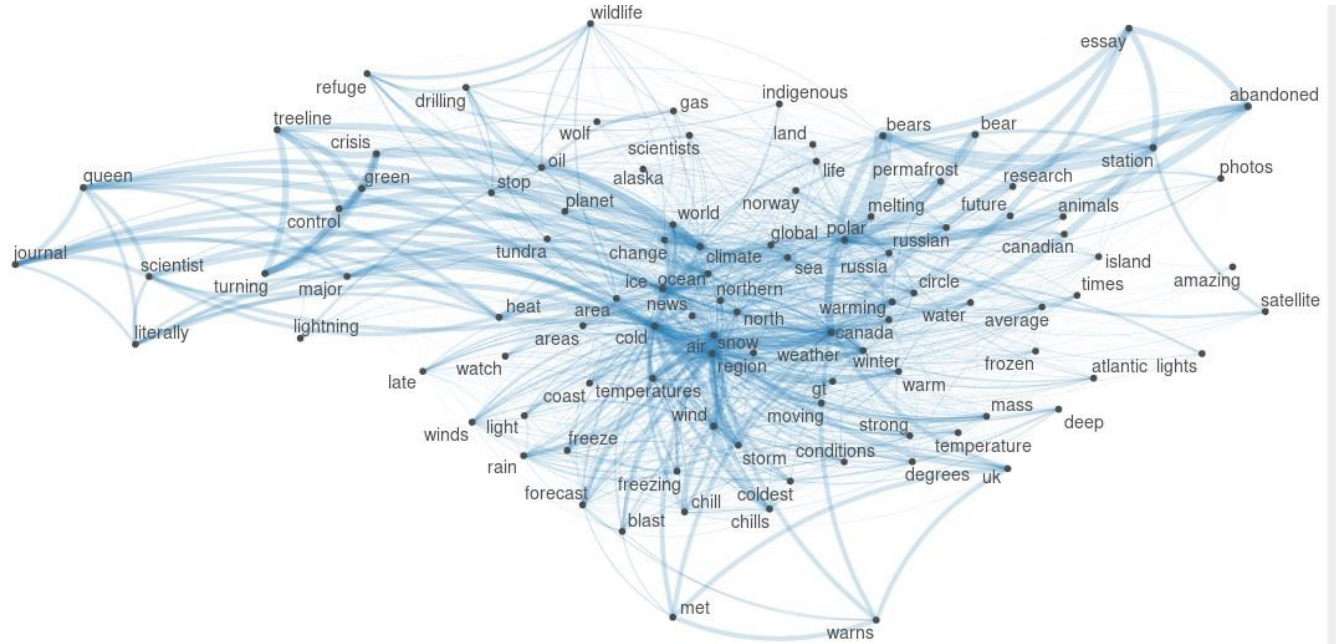 wildlife
essay
refuge
drilling
gas
indigenous
abandoned
treeline
crisis
wolf
scientists
land
bears
bear
station
queen
green
oil
stop
alaska
life
permafrost
research
photos
control
planet
world
norway
melting
future
animals
journal
scientist
tundra
change
climate
global
polar
russian
canadian
turning
major
ice
ocean
sea
russia
island
amazing
literally
lightning
heat
area
news
northern
circle
times
satellite
areas
cold
north
warming
water
average
late
watch
air
snow
weather
canada
winter
frozen
atlantic
lights
coast
temperatures
region
gt
warm
winds
light
wind
moving
strong
mass
deep
rain
freeze
storm
conditions
temperature
forecast
freezing
coldest
degrees
uk
blast
chill
chills
met
warns